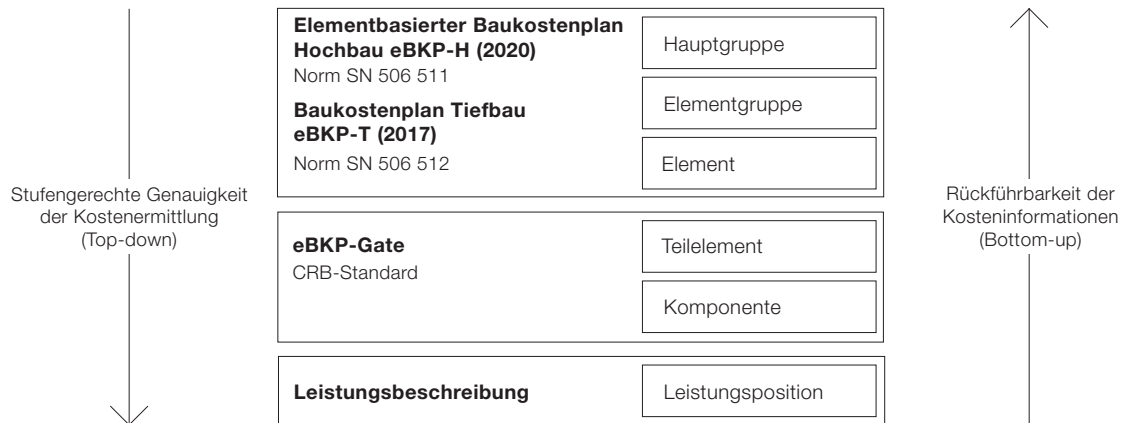 Elementbasierter Baukostenplan
Hochbau eBKP-H (2020)
Norm SN 506 511
Baukostenplan Tiefbau
eBKP-T (2017)
Norm SN 506 512
Hauptgruppe
Elementgruppe
Element
Stufengerechte Genauigkeit
der Kostenermittlung
(Top-down)
Rückführbarkeit der
Kosteninformationen
(Bottom-up)
eBKP-Gate
CRB-Standard
Teilelement
Komponente
Leistungsbeschreibung
Leistungsposition